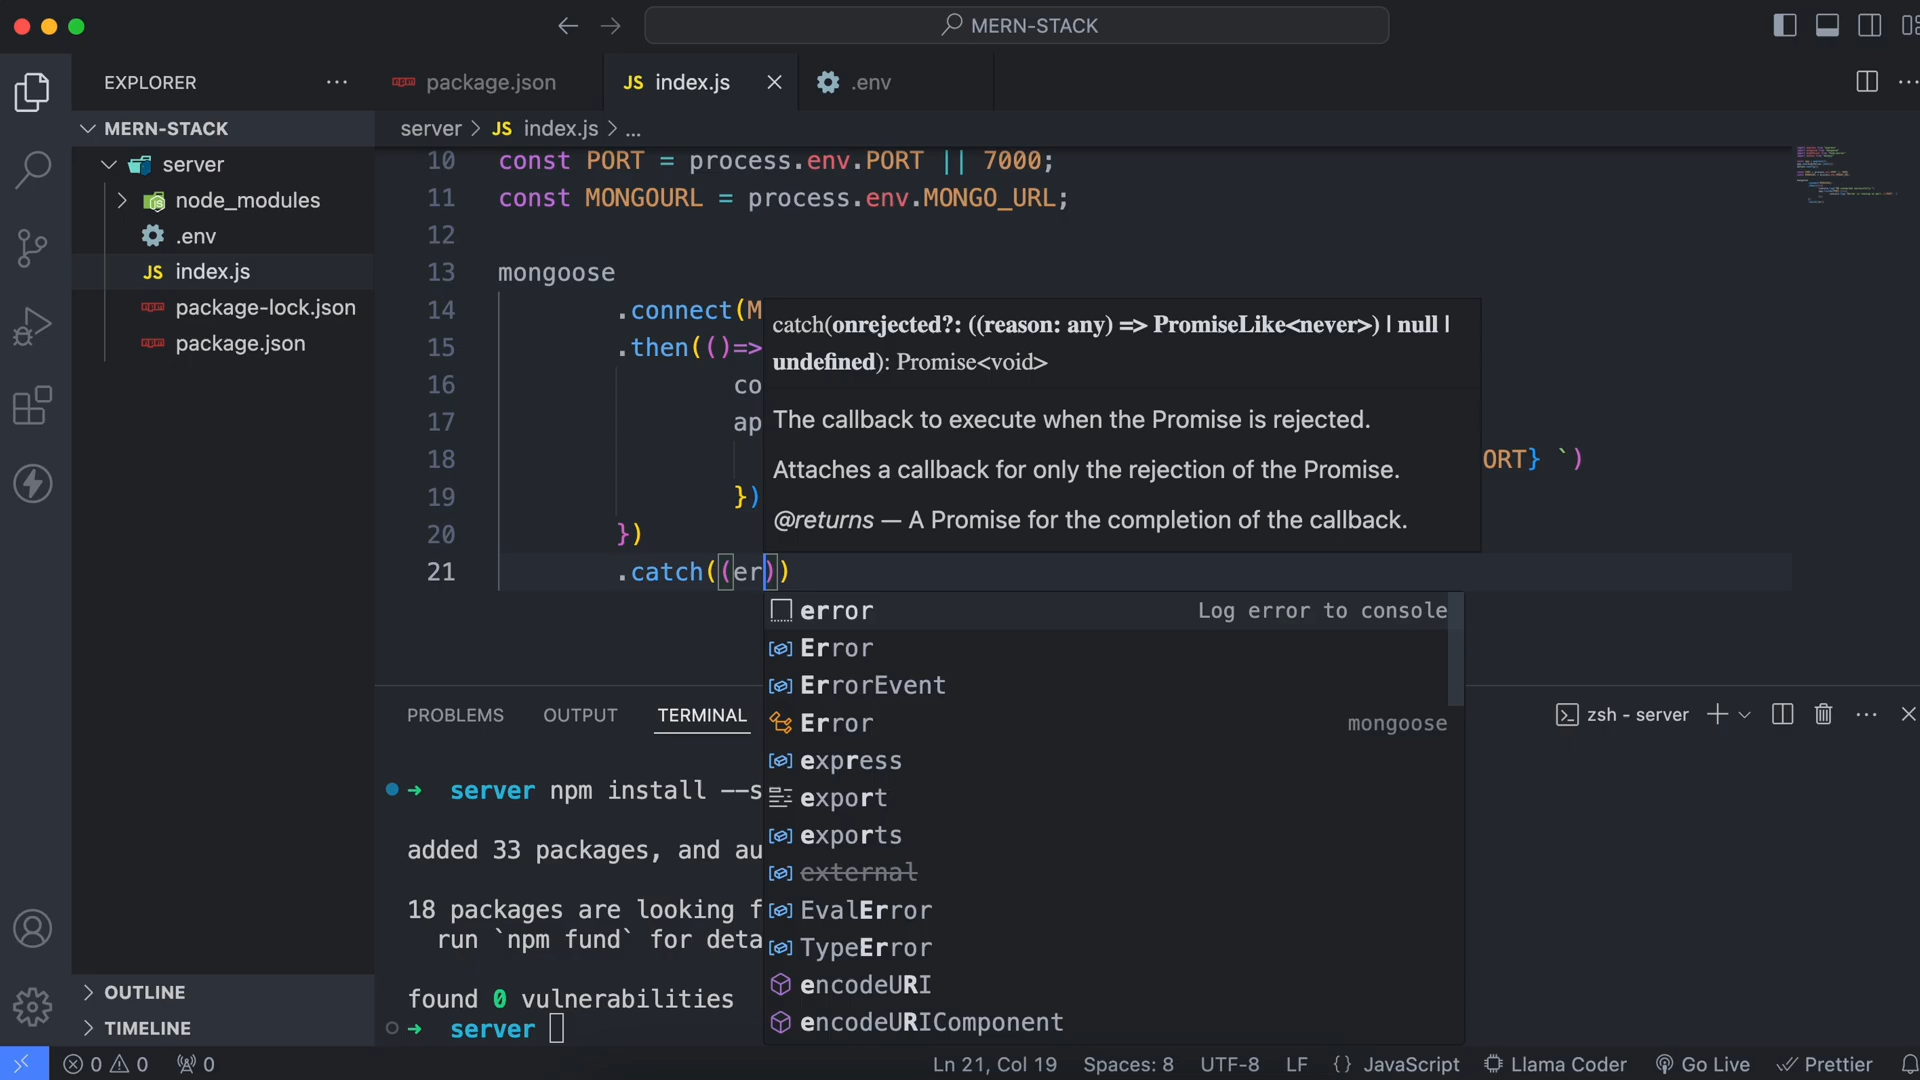 MERN-STACK
EXPLORER
package.json
JS index.js
.env
MERN-STACK
server > JS index.js > ...
server
node_modules
.env
JS index.js
package-lock.json
package.json
10 const PORT = process.env.PORT || 7000;
11 const MONGOURL = process.env.MONGO_URL;
12
13 mongoose
14 .connect(M
15 .then(()=>
16 co
17 ap
18 ORT} `)
19 })
20 })
21 .catch((er))
catch(onrejected?: ((reason: any) => PromiseLike<never>) | null |
undefined): Promise<void>
The callback to execute when the Promise is rejected.
Attaches a callback for only the rejection of the Promise.
@returns — A Promise for the completion of the callback.
error Log error to console
Error
ErrorEvent
Error mongoose
express
export
exports
external
EvalError
TypeError
encodeURI
encodeURIComponent
PROBLEMS OUTPUT TERMINAL
zsh - server
➜ server npm install --s
added 33 packages, and au
18 packages are looking f
run `npm fund` for deta
found 0 vulnerabilities
➜ server
OUTLINE
TIMELINE
0 0 0
Ln 21, Col 19 Spaces: 8 UTF-8 LF {} JavaScript Llama Coder Go Live Prettier